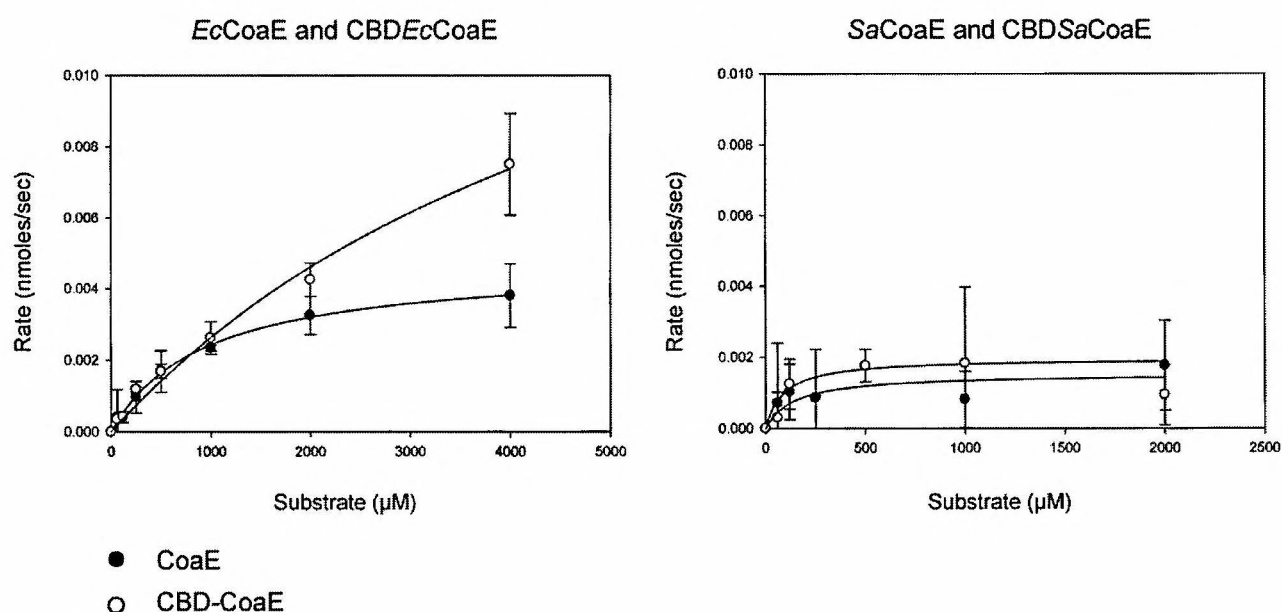 EcCoaE and CBDEcCoaE
Rate (nmoles/sec)
0.010
0.008
0.006
0.004
0.002
0.000
0 1000 2000 3000 4000 5000
Substrate (µM)
SaCoaE and CBDSaCoaE
Rate (nmoles/sec)
0.010
0.008
0.006
0.004
0.002
0.000
0 500 1000 1500 2000 2500
Substrate (µM)
CoaE
CBD-CoaE